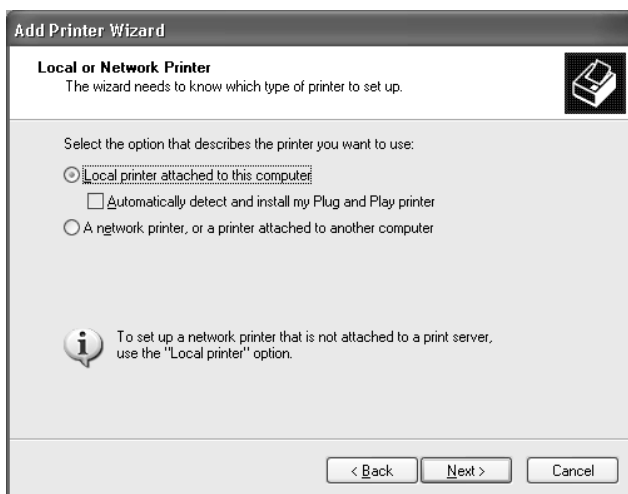 Add Printer Wizard
Local or Network Printer
The wizard needs to know which type of printer to set up.
Select the option that describes the printer you want to use:
Local printer attached to this computer
Automatically detect and install my Plug and Play printer
A network printer, or a printer attached to another computer
To set up a network printer that is not attached to a print server,
use the "Local printer" option.
< Back Next > Cancel